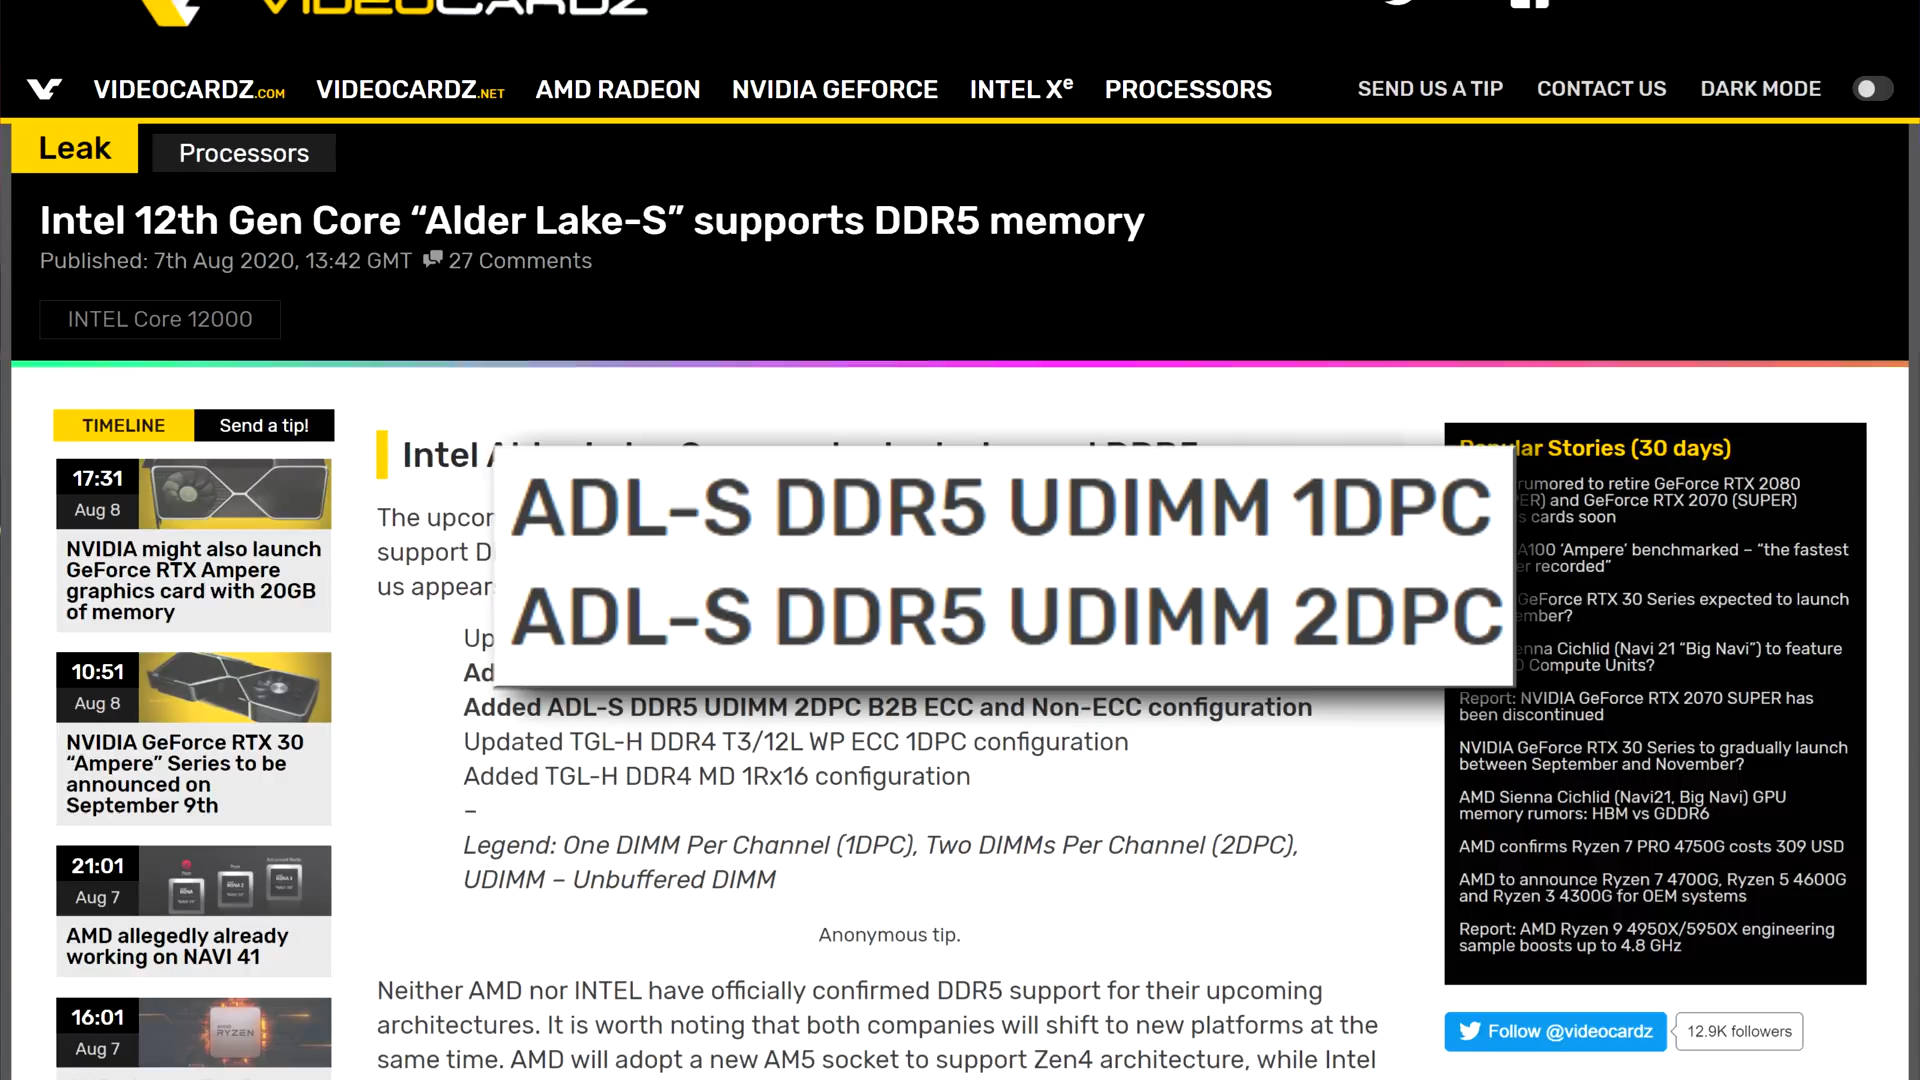 VIDEOCARDZ
VIDEOCARDZ.COM VIDEOCARDZ.NET AMD RADEON NVIDIA GEFORCE INTEL Xe PROCESSORS SEND US A TIP CONTACT US DARK MODE
Leak Processors
Intel 12th Gen Core “Alder Lake-S” supports DDR5 memory
Published: 7th Aug 2020, 13:42 GMT 27 Comments
INTEL Core 12000
TIMELINE Send a tip!
17:31
Aug 8
NVIDIA might also launch
GeForce RTX Ampere
graphics card with 20GB
of memory
10:51
Aug 8
NVIDIA GeForce RTX 30
“Ampere” Series to be
announced on
September 9th
21:01
Aug 7
AMD allegedly already
working on NAVI 41
16:01
Aug 7
RYZEN
Intel
The upcor
support D
us appear
Up
Ad
ADL-S DDR5 UDIMM 1DPC
ADL-S DDR5 UDIMM 2DPC
Added ADL-S DDR5 UDIMM 2DPC B2B ECC and Non-ECC configuration
Updated TGL-H DDR4 T3/12L WP ECC 1DPC configuration
Added TGL-H DDR4 MD 1Rx16 configuration
–
Legend: One DIMM Per Channel (1DPC), Two DIMMs Per Channel (2DPC),
UDIMM – Unbuffered DIMM
Anonymous tip.
Neither AMD nor INTEL have officially confirmed DDR5 support for their upcoming
architectures. It is worth noting that both companies will shift to new platforms at the
same time. AMD will adopt a new AM5 socket to support Zen4 architecture, while Intel
Popular Stories (30 days)
rumored to retire GeForce RTX 2080
ER) and GeForce RTX 2070 (SUPER)
s cards soon
A100 ‘Ampere’ benchmarked – “the fastest
er recorded”
GeForce RTX 30 Series expected to launch
ember?
enna Cichlid (Navi 21 “Big Navi”) to feature
Compute Units?
Report: NVIDIA GeForce RTX 2070 SUPER has
been discontinued
NVIDIA GeForce RTX 30 Series to gradually launch
between September and November?
AMD Sienna Cichlid (Navi21, Big Navi) GPU
memory rumors: HBM vs GDDR6
AMD confirms Ryzen 7 PRO 4750G costs 309 USD
AMD to announce Ryzen 7 4700G, Ryzen 5 4600G
and Ryzen 3 4300G for OEM systems
Report: AMD Ryzen 9 4950X/5950X engineering
sample boosts up to 4.8 GHz
Follow @videocardz 12.9K followers